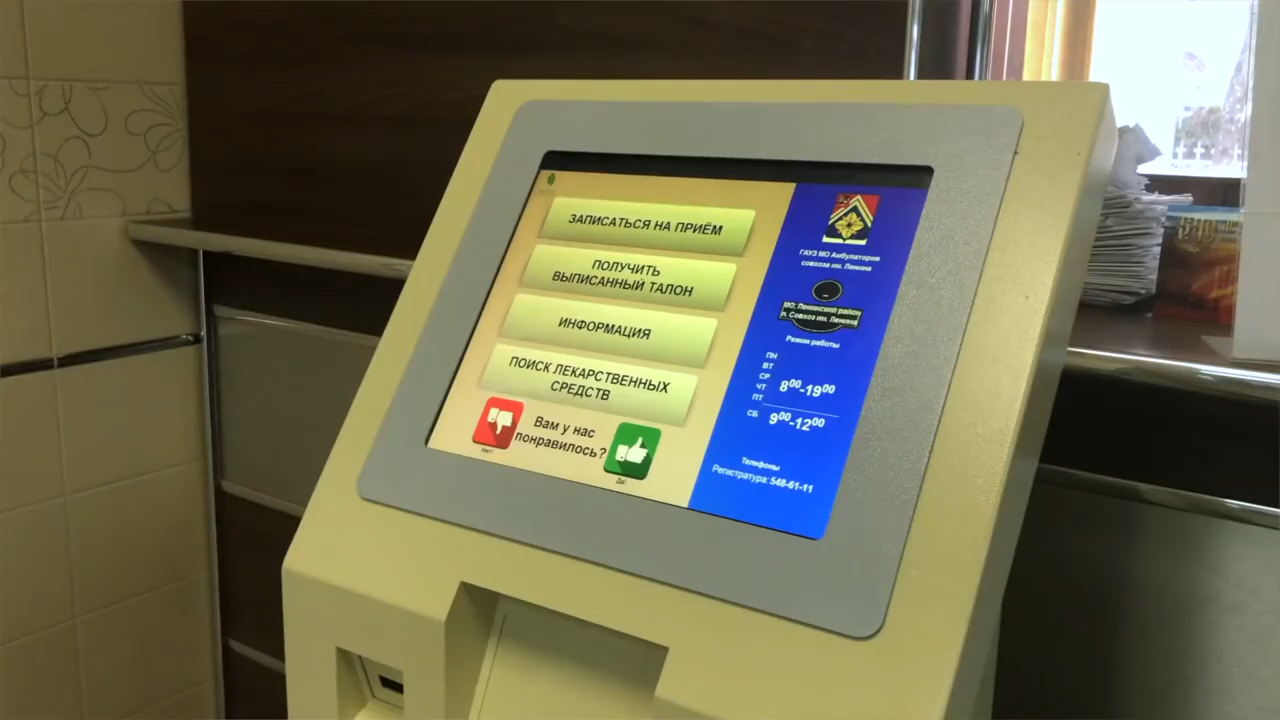 ЗАПИСАТЬСЯ НА ПРИЁМ
ПОЛУЧИТЬ
ВЫПИСАННЫЙ ТАЛОН
ИНФОРМАЦИЯ
ПОИСК ЛЕКАРСТВЕННЫХ
СРЕДСТВ
Вам у нас
понравилось?
Нет!
Да!
ГАУЗ МО Амбулатория
совхоза им. Ленина
МО, Ленинский район
п. Совхоз им. Ленина
Режим работы
ПН
ВТ
СР
ЧТ
ПТ
8⁰⁰-19⁰⁰
СБ 9⁰⁰-12⁰⁰
Телефоны
Регистратура: 548-61-11